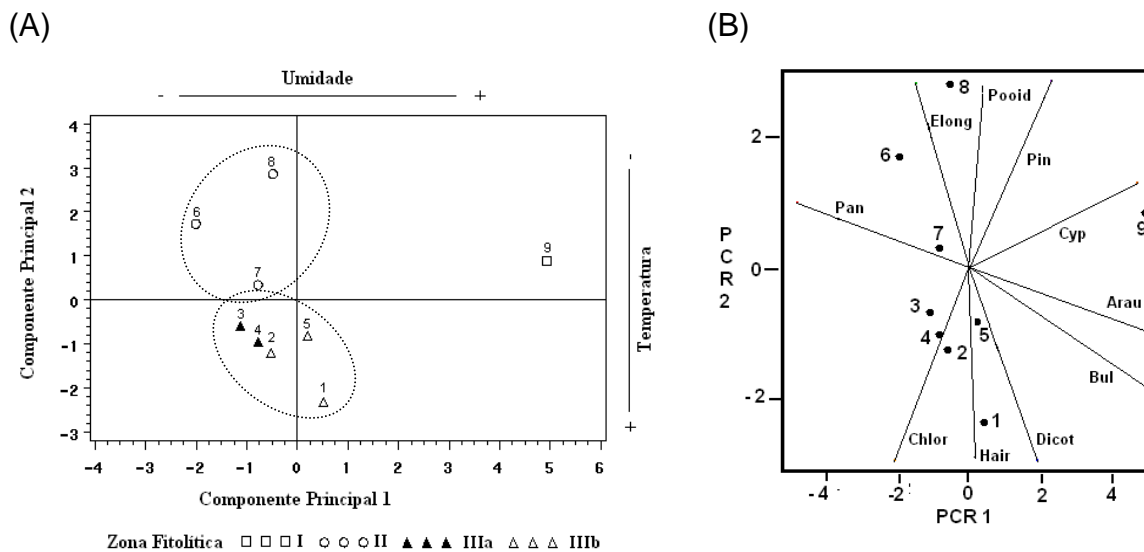 (A)
(B)
Umidade
- +
Componente Principal 2
4
3
2
1
0
-1
-2
-3
8
6
7
9
3
4
2
5
1
-4 -3 -2 -1 0 1 2 3 4 5 6
Componente Principal 1
-
Temperatura
+
Zona Fitolítica I II IIIa IIIb
PCR 2
2
0
-2
8
Pooid
Elong
6
Pin
Pan
Cyp
9
7
3
Arau
4
2
5
Bul
1
Chlor
Hair
Dicot
-4 -2 0 2 4
PCR 1